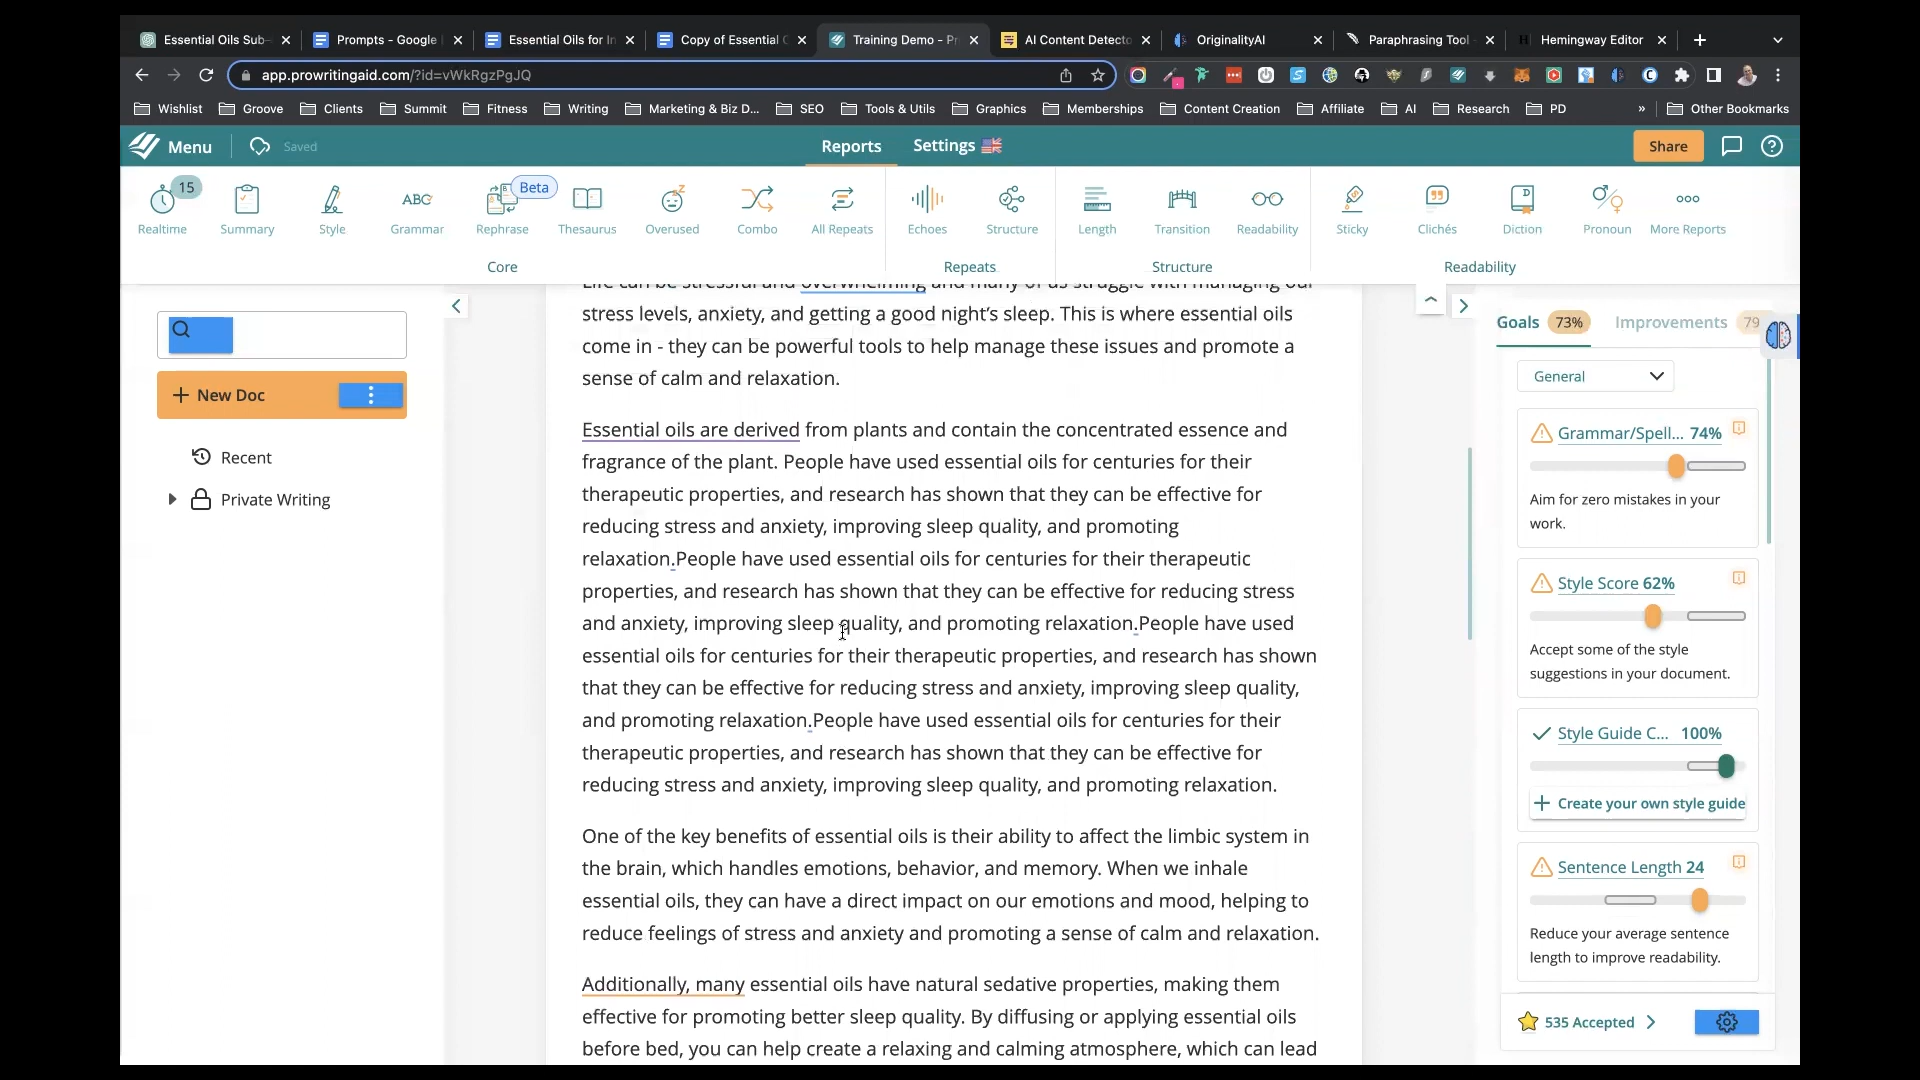 Essential Oils Sub-
Prompts - Google
Essential Oils for In
Copy of Essential
Training Demo - Pr
AI Content Detecto
OriginalityAI
Paraphrasing Tool
Hemingway Editor
app.prowritingaid.com/?id=vWkRgzPgJQ
Wishlist Groove Clients Summit Fitness Writing Marketing & Biz D... SEO Tools & Utils Graphics Memberships Content Creation Affiliate AI Research PD » Other Bookmarks
Menu Saved Reports Settings Share
15 Beta
Realtime Summary Style Grammar Rephrase Thesaurus Overused Combo All Repeats Echoes Structure Length Transition Readability Sticky Clichés Diction Pronoun More Reports
Core Repeats Structure Readability
New Doc
Recent
Private Writing
Life can be stressful and overwhelming and many of us struggle with managing our
stress levels, anxiety, and getting a good night's sleep. This is where essential oils
come in - they can be powerful tools to help manage these issues and promote a
sense of calm and relaxation.
Essential oils are derived from plants and contain the concentrated essence and
fragrance of the plant. People have used essential oils for centuries for their
therapeutic properties, and research has shown that they can be effective for
reducing stress and anxiety, improving sleep quality, and promoting
relaxation.People have used essential oils for centuries for their therapeutic
properties, and research has shown that they can be effective for reducing stress
and anxiety, improving sleep quality, and promoting relaxation.People have used
essential oils for centuries for their therapeutic properties, and research has shown
that they can be effective for reducing stress and anxiety, improving sleep quality,
and promoting relaxation.People have used essential oils for centuries for their
therapeutic properties, and research has shown that they can be effective for
reducing stress and anxiety, improving sleep quality, and promoting relaxation.
One of the key benefits of essential oils is their ability to affect the limbic system in
the brain, which handles emotions, behavior, and memory. When we inhale
essential oils, they can have a direct impact on our emotions and mood, helping to
reduce feelings of stress and anxiety and promoting a sense of calm and relaxation.
Additionally, many essential oils have natural sedative properties, making them
effective for promoting better sleep quality. By diffusing or applying essential oils
before bed, you can help create a relaxing and calming atmosphere, which can lead
Goals 73% Improvements 79
General
Grammar/Spell... 74%
Aim for zero mistakes in your
work.
Style Score 62%
Accept some of the style
suggestions in your document.
Style Guide C... 100%
Create your own style guide
Sentence Length 24
Reduce your average sentence
length to improve readability.
535 Accepted